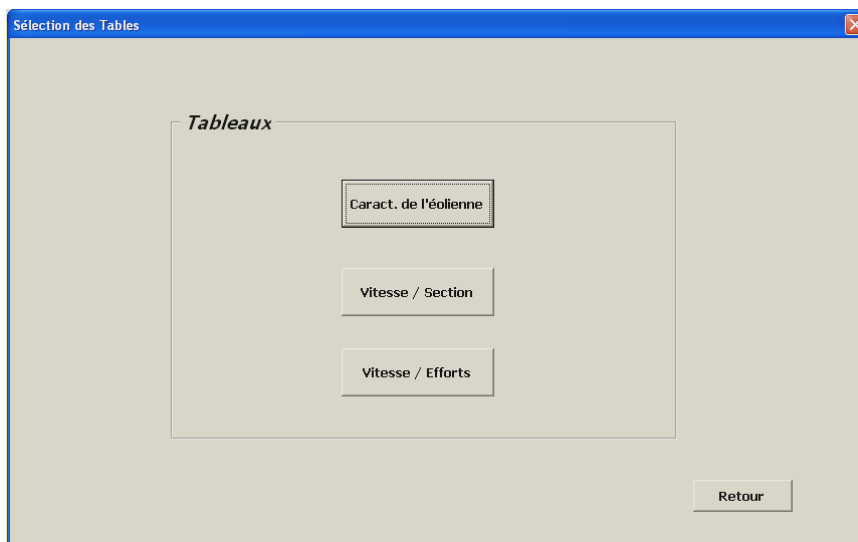 Sélection des Tables
Tableaux
Caract. de l'éolienne
Vitesse / Section
Vitesse / Efforts
Retour